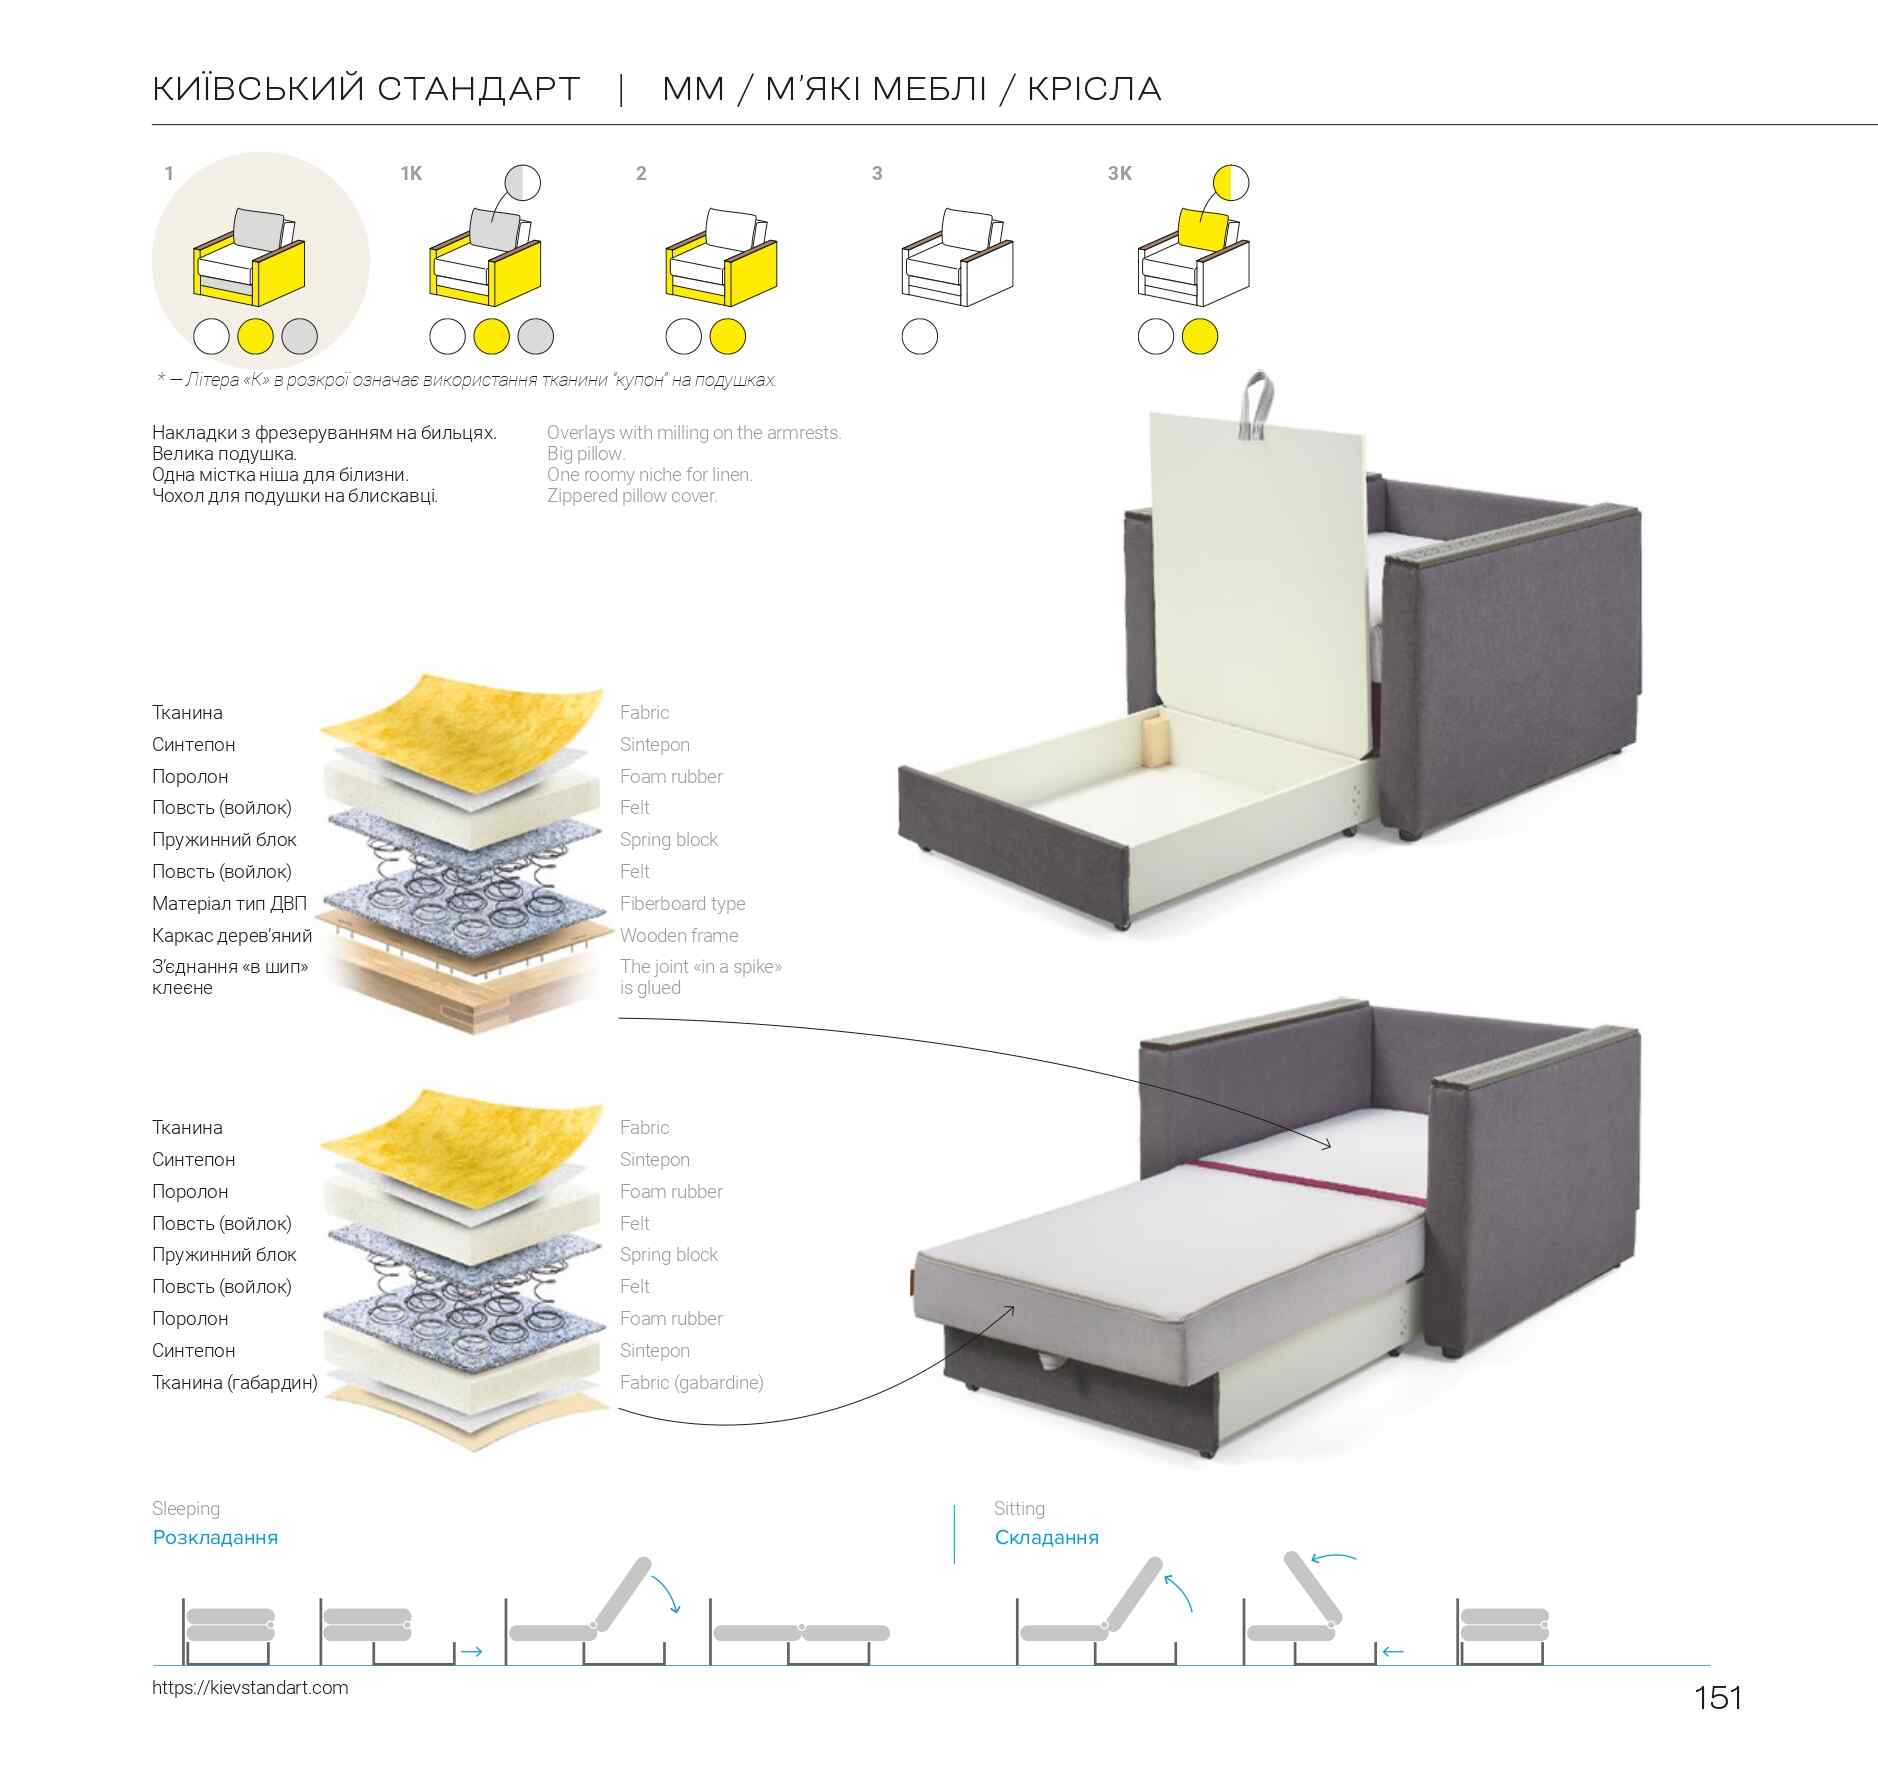 КИЇВСЬКИЙ СТАНДАРТ | ММ / М’ЯКІ МЕБЛІ / КРІСЛА
1 1K 2 3 3K
* — Літера «К» в розкрої означає використання тканини “купон” на подушках.
Накладки з фрезеруванням на бильцях.
Велика подушка.
Одна містка ніша для білизни.
Чохол для подушки на блискавці.
Overlays with milling on the armrests.
Big pillow.
One roomy niche for linen.
Zippered pillow cover.
Тканина Fabric
Синтепон Sintepon
Поролон Foam rubber
Повсть (войлок) Felt
Пружинний блок Spring block
Повсть (войлок) Felt
Матеріал тип ДВП Fiberboard type
Каркас дерев’яний Wooden frame
З’єднання «в шип» The joint «in a spike»
клеєне is glued
Тканина Fabric
Синтепон Sintepon
Поролон Foam rubber
Повсть (войлок) Felt
Пружинний блок Spring block
Повсть (войлок) Felt
Поролон Foam rubber
Синтепон Sintepon
Тканина (габардин) Fabric (gabardine)
Sleeping
Розкладання
Sitting
Складання
https://kievstandart.com
151